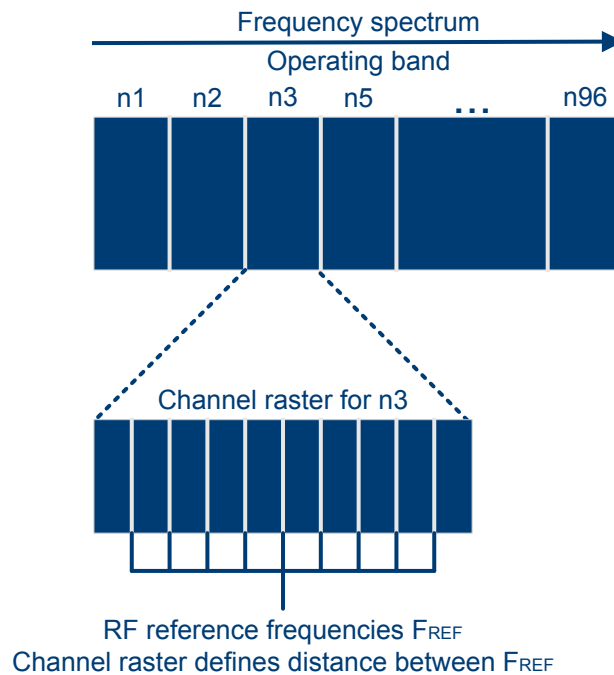 Frequency spectrum
Operating band
n1 n2 n3 n5 ... n96
Channel raster for n3
RF reference frequencies FREF
Channel raster defines distance between FREF